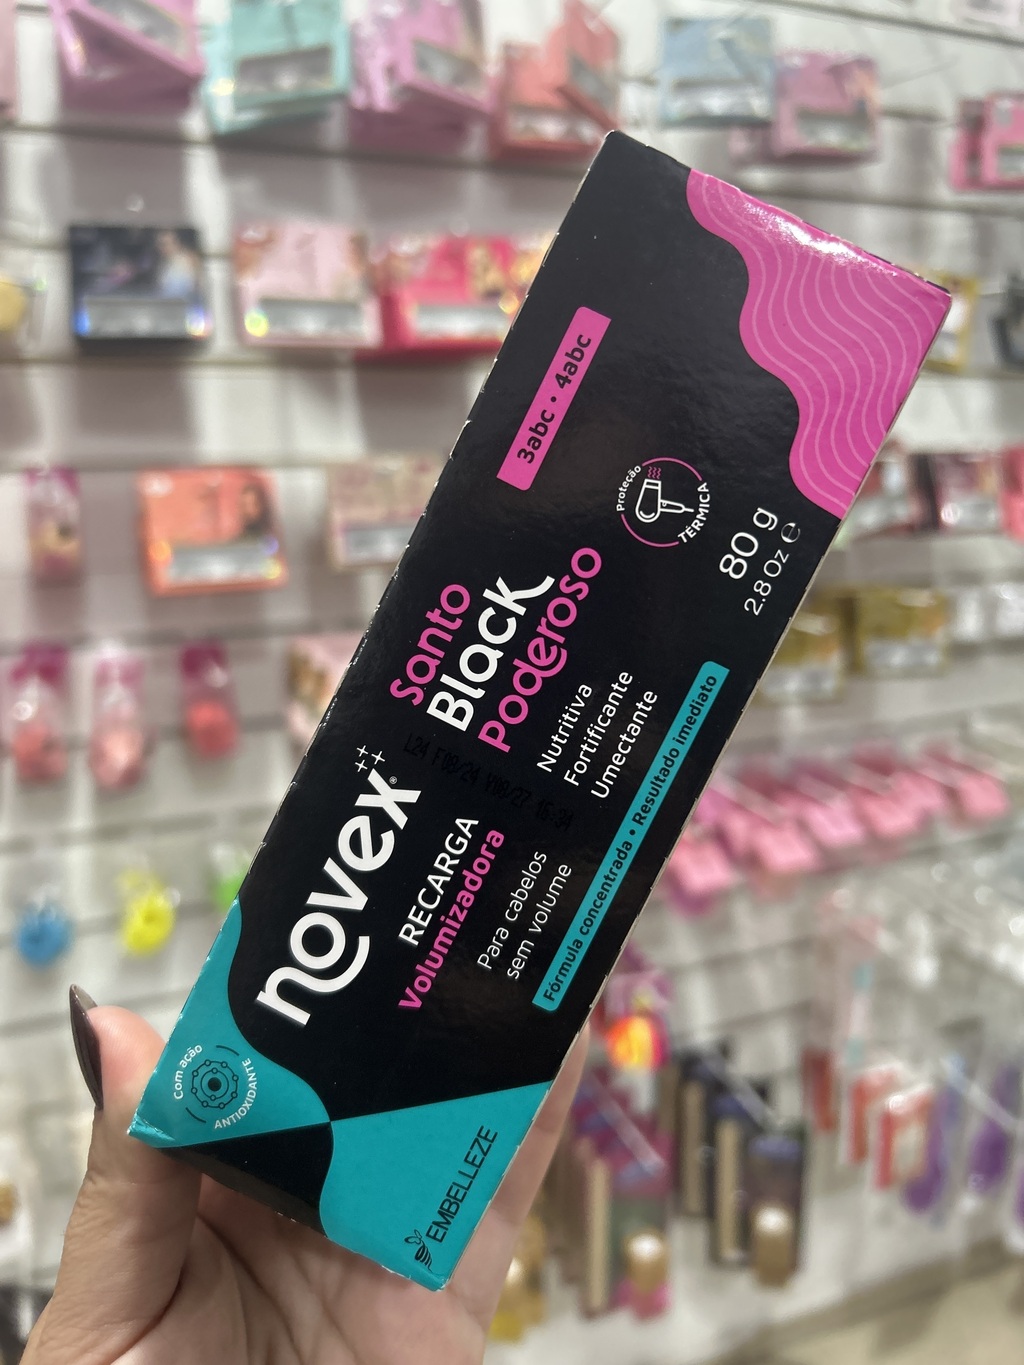 novex®
RECARGA
Volumizadora
Para cabelos
sem volume
Santo
Black
Poderoso
Nutritiva
Fortificante
Umectante
Fórmula concentrada • Resultado imediato
3abc • 4abc
Proteção
TÉRMICA
80 g
2.8 Oz ℮
Com ação
ANTIOXIDANTE
EMBELLEZE